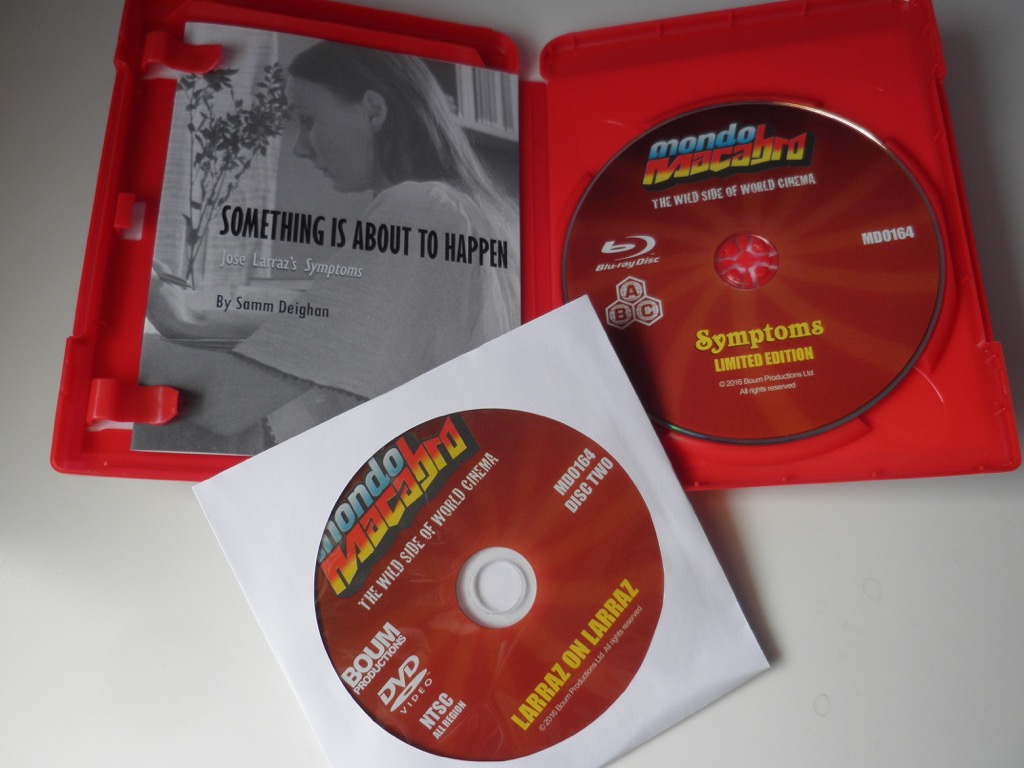 SOMETHING IS ABOUT TO HAPPEN
Jose Larraz's Symptoms
By Samm Deighan
mondo
Macabro
THE WILD SIDE OF WORLD CINEMA
MDO164
Blu-ray Disc
A
B C
Symptoms
LIMITED EDITION
© 2016 Boum Productions Ltd
All rights reserved
mondo
Macabro
THE WILD SIDE OF WORLD CINEMA
MDO164
DISC TWO
BOUM
PRODUCTIONS
DVD
VIDEO
NTSC
ALL REGION
LARRAZ ON LARRAZ
© 2016 Boum Productions Ltd. All rights reserved